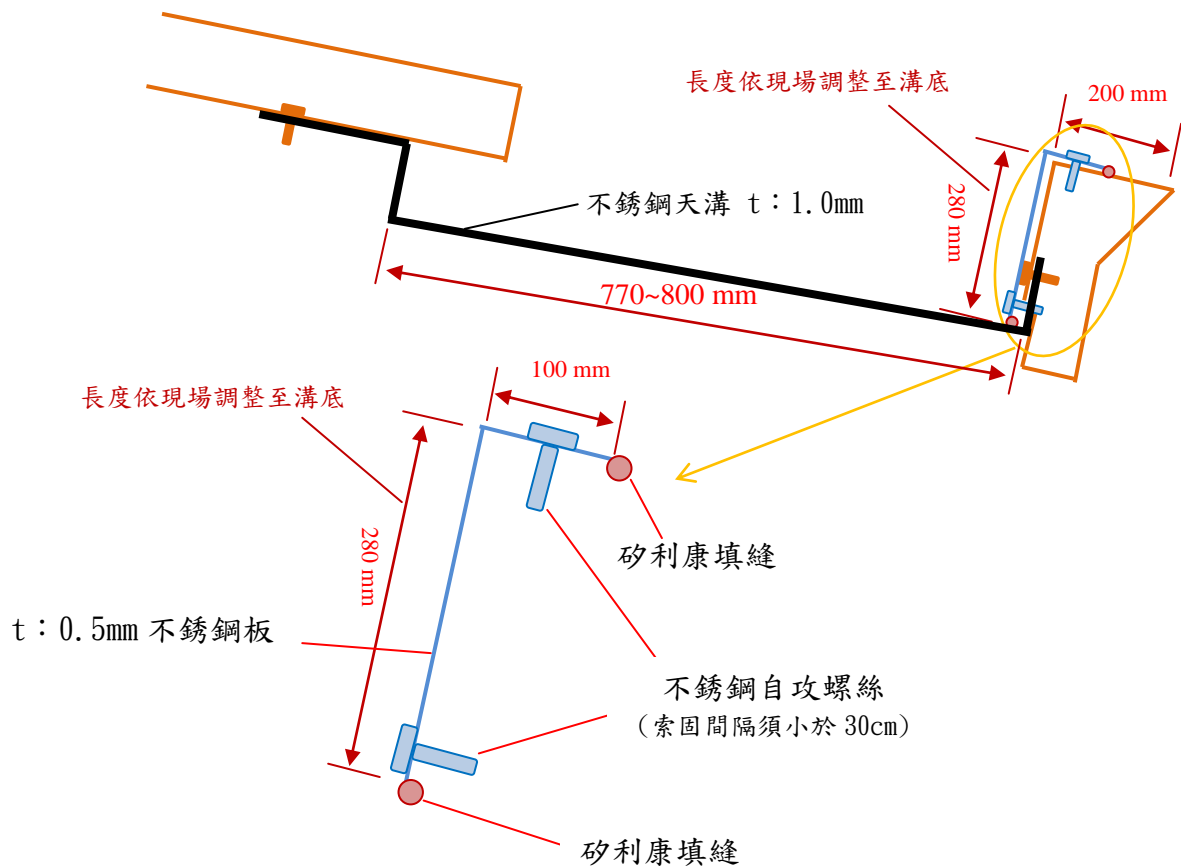 長度依現場調整至溝底
200 mm
不銹鋼天溝 t:1.0mm
280 mm
770~800 mm
100 mm
長度依現場調整至溝底
280 mm
矽利康填縫
t:0.5mm 不銹鋼板
不銹鋼自攻螺絲
(索固間隔須小於 30cm)
矽利康填縫